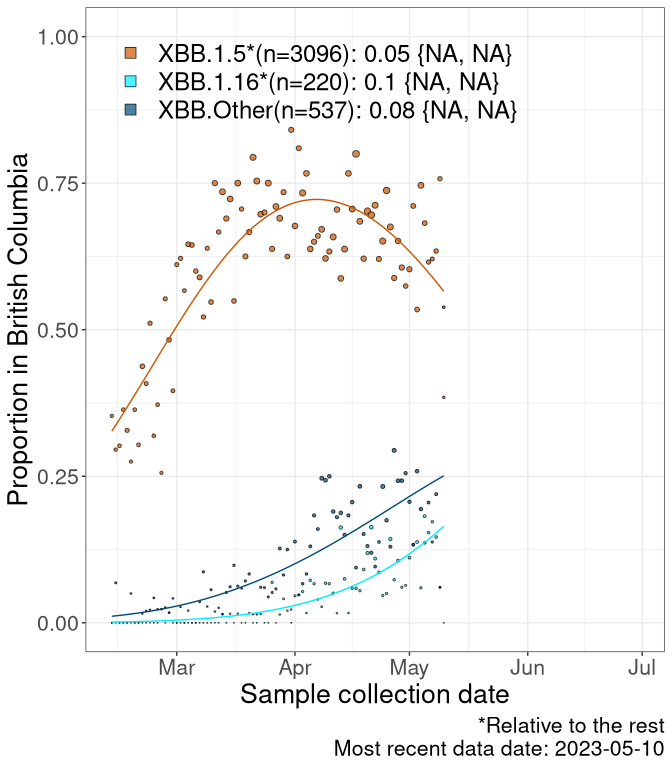 1.00
XBB.1.5*(n=3096): 0.05 {NA, NA}
XBB.1.16*(n=220): 0.1 {NA, NA}
XBB.Other(n=537): 0.08 {NA, NA}
0.75
0.50
0.25
0.00
Proportion in British Columbia
Mar Apr May Jun Jul
Sample collection date
*Relative to the rest
Most recent data date: 2023-05-10